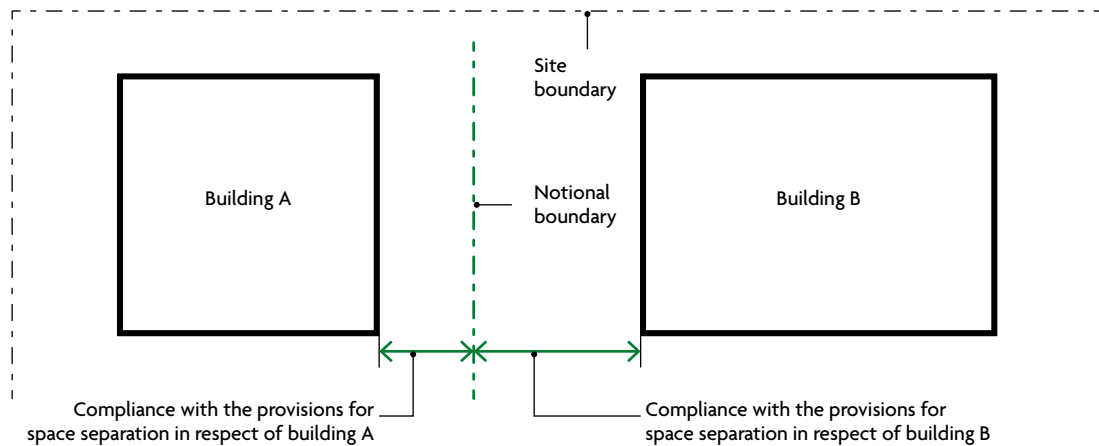 Site
boundary
Building A
Notional
boundary
Building B
Compliance with the provisions for
space separation in respect of building A
Compliance with the provisions for
space separation in respect of building B